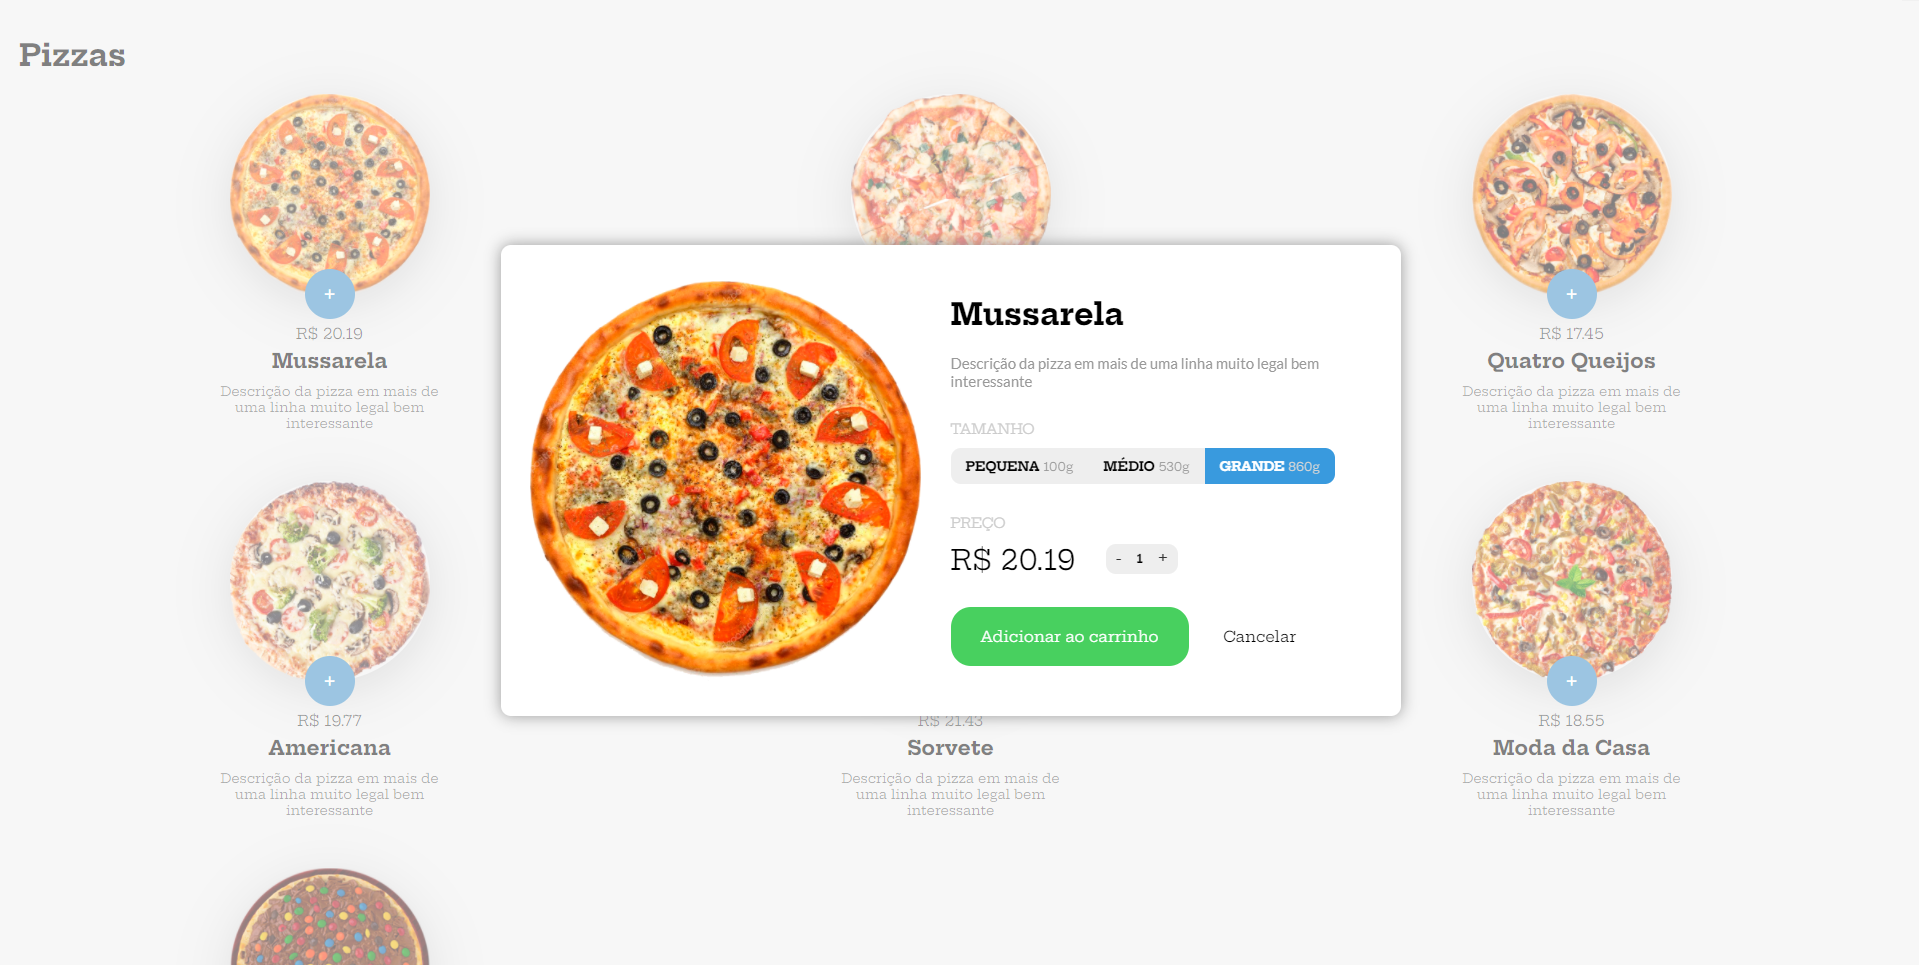 Pizzas
+
R$ 20.19
Mussarela
Descrição da pizza em mais de
uma linha muito legal bem
interessante
+
R$ 17.45
Quatro Queijos
Descrição da pizza em mais de
uma linha muito legal bem
interessante
Mussarela
Descrição da pizza em mais de uma linha muito legal bem
interessante
TAMANHO
PEQUENA 100g MÉDIO 530g GRANDE 860g
PREÇO
R$ 20.19 - 1 +
Adicionar ao carrinho Cancelar
+
R$ 19.77
Americana
Descrição da pizza em mais de
uma linha muito legal bem
interessante
R$ 21.43
Sorvete
Descrição da pizza em mais de
uma linha muito legal bem
interessante
+
R$ 18.55
Moda da Casa
Descrição da pizza em mais de
uma linha muito legal bem
interessante